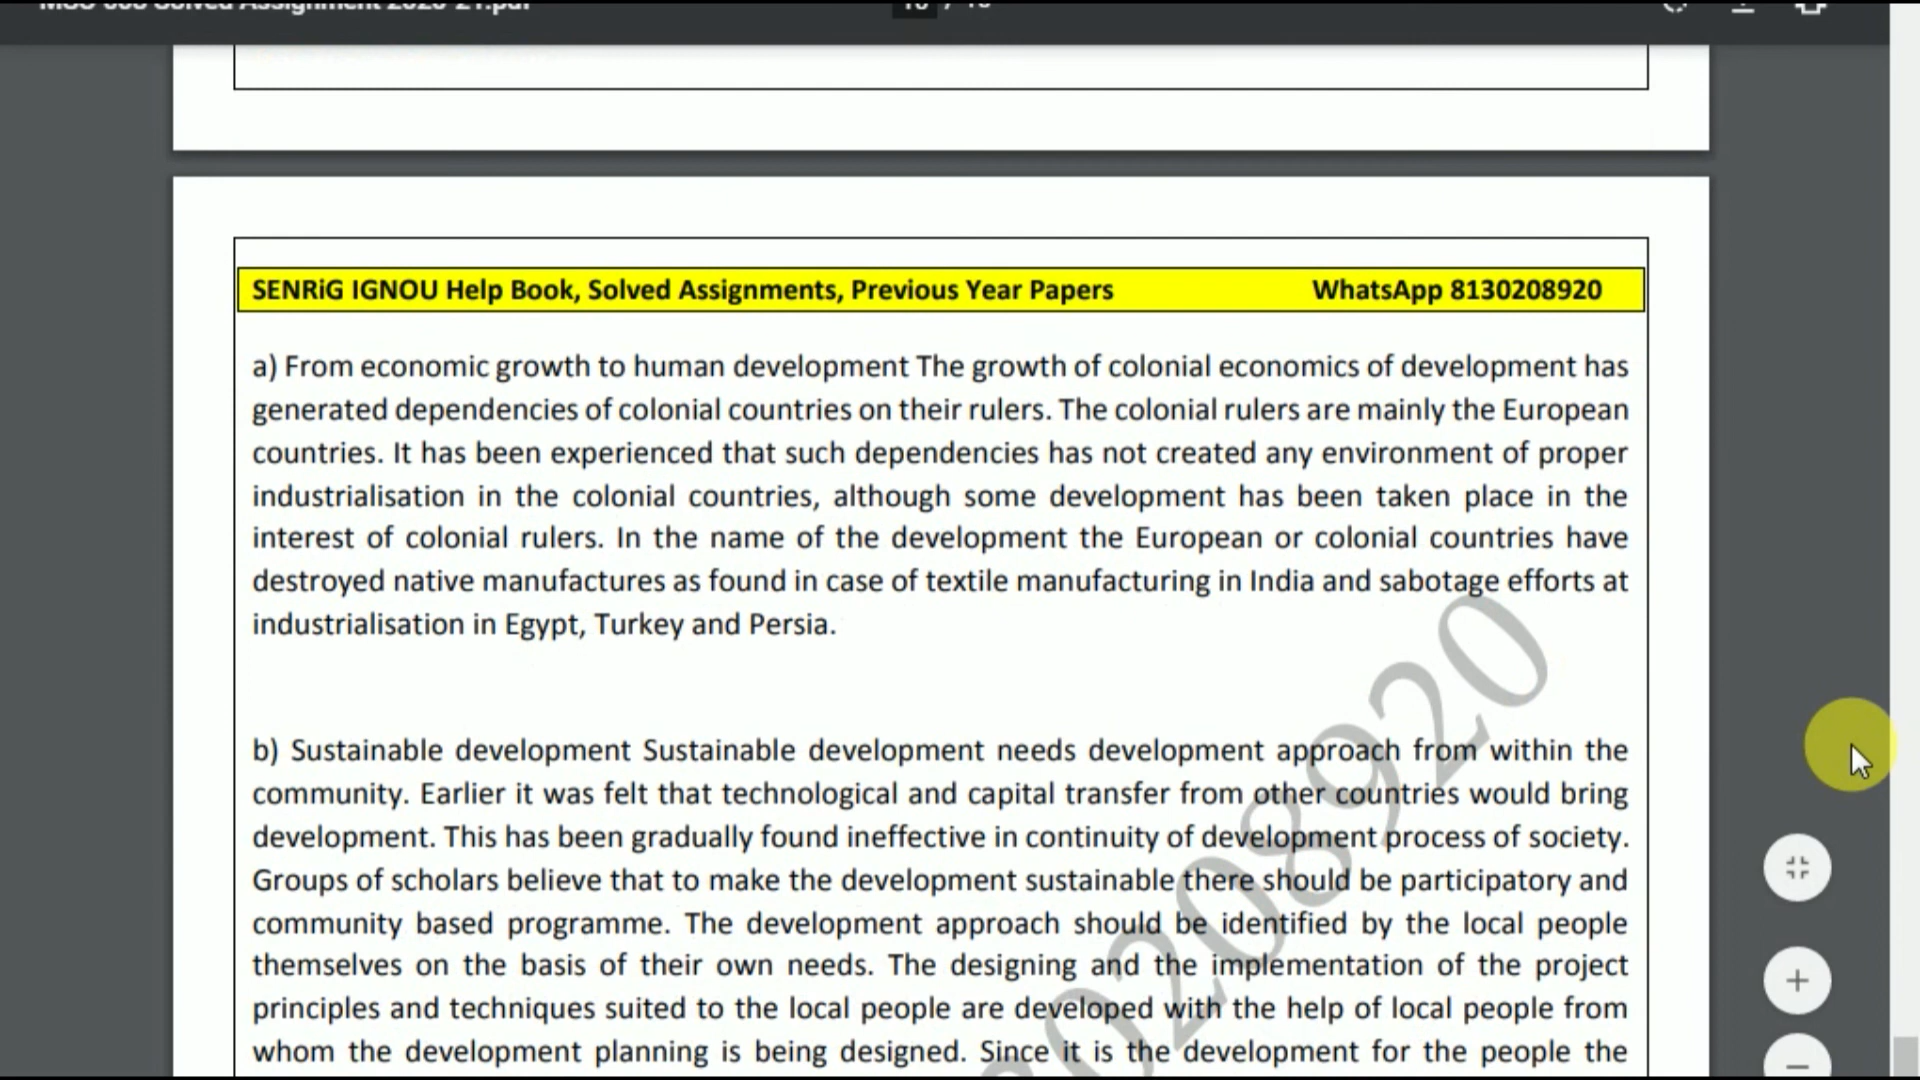 SENRiG IGNOU Help Book, Solved Assignments, Previous Year Papers WhatsApp 8130208920
a) From economic growth to human development The growth of colonial economics of development has
generated dependencies of colonial countries on their rulers. The colonial rulers are mainly the European
countries. It has been experienced that such dependencies has not created any environment of proper
industrialisation in the colonial countries, although some development has been taken place in the
interest of colonial rulers. In the name of the development the European or colonial countries have
destroyed native manufactures as found in case of textile manufacturing in India and sabotage efforts at
industrialisation in Egypt, Turkey and Persia.
b) Sustainable development Sustainable development needs development approach from within the
community. Earlier it was felt that technological and capital transfer from other countries would bring
development. This has been gradually found ineffective in continuity of development process of society.
Groups of scholars believe that to make the development sustainable there should be participatory and
community based programme. The development approach should be identified by the local people
themselves on the basis of their own needs. The designing and the implementation of the project
principles and techniques suited to the local people are developed with the help of local people from
whom the development planning is being designed. Since it is the development for the people the
0208920